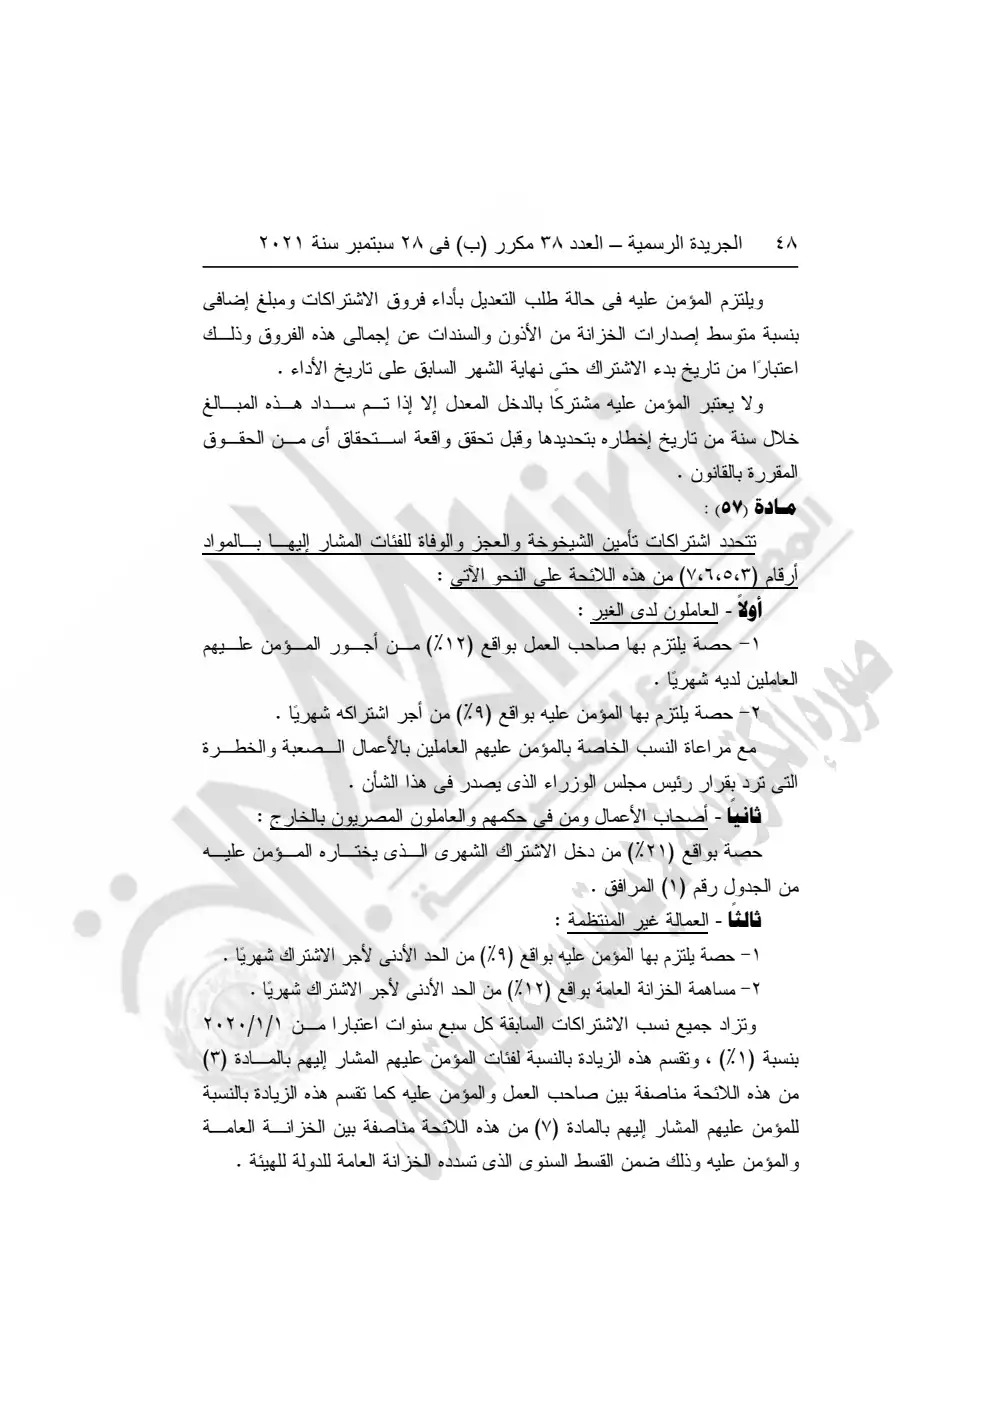 ٤٨ الجريدة الرسمية – العدد ٣٨ مكرر (ب) فى ٢٨ سبتمبر سنة ٢٠٢١
ويلتزم المؤمن عليه فى حالة طلب التعديل بأداء فروق الاشتراكات ومبلغ إضافى
بنسبة متوسط إصدارات الخزانة من الأذون والسندات عن إجمالى هذه الفروق وذلك
اعتبارًا من تاريخ بدء الاشتراك حتى نهاية الشهر السابق على تاريخ الأداء .
ولا يعتبر المؤمن عليه مشتركًا بالدخل المعدل إلا إذا تم سداد هذه المبالغ
خلال سنة من تاريخ إخطاره بتحديدها وقبل تحقق واقعة استحقاق أى من الحقوق
المقررة بالقانون .
مادة (٥٧) :
تتحدد اشتراكات تأمين الشيخوخة والعجز والوفاة للفئات المشار إليها بالمواد
أرقام (٣،٥،٦،٧) من هذه اللائحة على النحو الآتى :
أولاً - العاملون لدى الغير :
١- حصة يلتزم بها صاحب العمل بواقع (١٢٪) من أجور المؤمن عليهم
العاملين لديه شهريًا .
٢- حصة يلتزم بها المؤمن عليه بواقع (٩٪) من أجر اشتراكه شهريًا .
مع مراعاة النسب الخاصة بالمؤمن عليهم العاملين بالأعمال الصعبة والخطرة
التى ترد بقرار رئيس مجلس الوزراء الذى يصدر فى هذا الشأن .
ثانيًا - أصحاب الأعمال ومن فى حكمهم والعاملون المصريون بالخارج :
حصة بواقع (٢١٪) من دخل الاشتراك الشهرى الذى يختاره المؤمن عليه
من الجدول رقم (١) المرافق .
ثالثًا - العمالة غير المنتظمة :
١- حصة يلتزم بها المؤمن عليه بواقع (٩٪) من الحد الأدنى لأجر الاشتراك شهريًا .
٢- مساهمة الخزانة العامة بواقع (١٢٪) من الحد الأدنى لأجر الاشتراك شهريًا .
وتزاد جميع نسب الاشتراكات السابقة كل سبع سنوات اعتبارا من ٢٠٢٠/١/١
بنسبة (١٪) ، وتقسم هذه الزيادة بالنسبة لفئات المؤمن عليهم المشار إليهم بالمادة (٣)
من هذه اللائحة مناصفة بين صاحب العمل والمؤمن عليه كما تقسم هذه الزيادة بالنسبة
للمؤمن عليهم المشار إليهم بالمادة (٧) من هذه اللائحة مناصفة بين الخزانة العامة
والمؤمن عليه وذلك ضمن القسط السنوى الذى تسدده الخزانة العامة للدولة للهيئة .